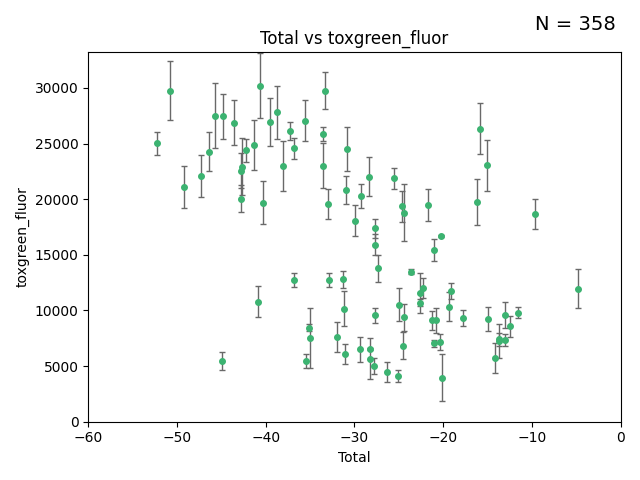 N = 358
Total vs toxgreen_fluor
30000
25000
20000
15000
10000
5000
0
toxgreen_fluor
−60 −50 −40 −30 −20 −10 0
Total